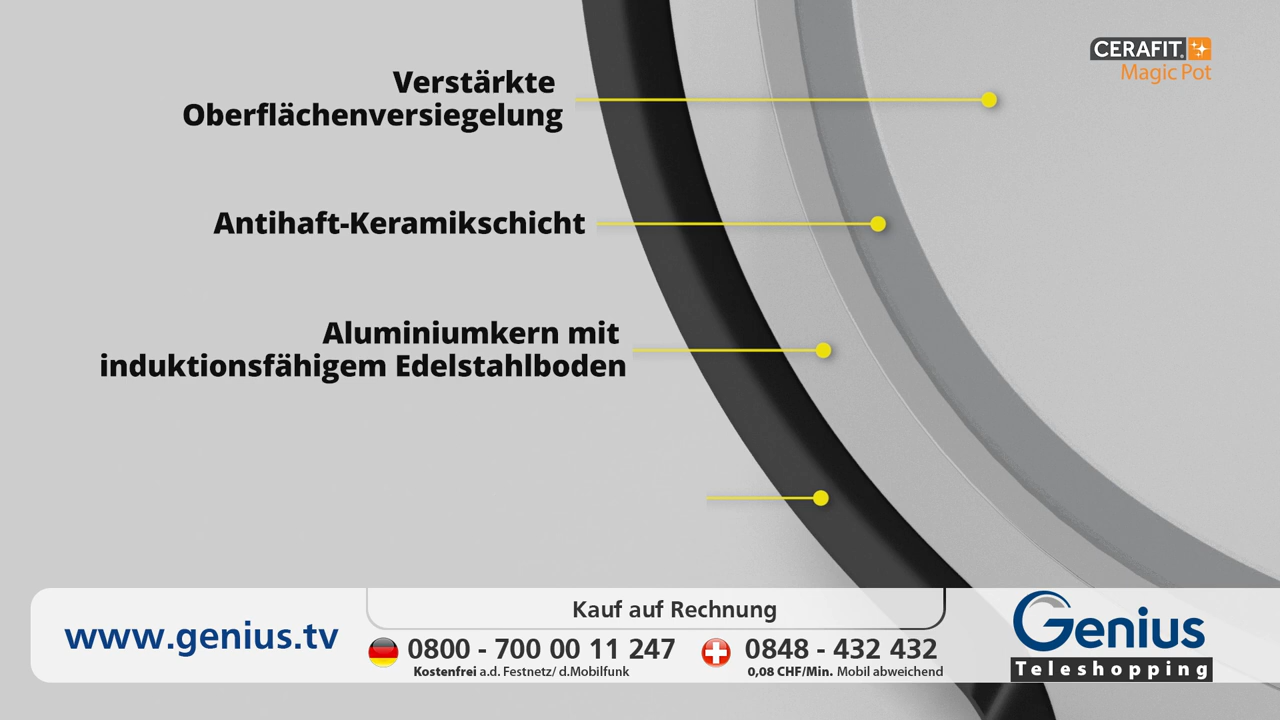 CERAFIT®
Magic Pot
Verstärkte
Oberflächenversiegelung
Antihaft-Keramikschicht
Aluminiumkern mit
induktionsfähigem Edelstahlboden
www.genius.tv
Kauf auf Rechnung
0800 - 700 00 11 247
Kostenfrei a.d. Festnetz/ d.Mobilfunk
0848 - 432 432
0,08 CHF/Min. Mobil abweichend
Genius
Teleshopping